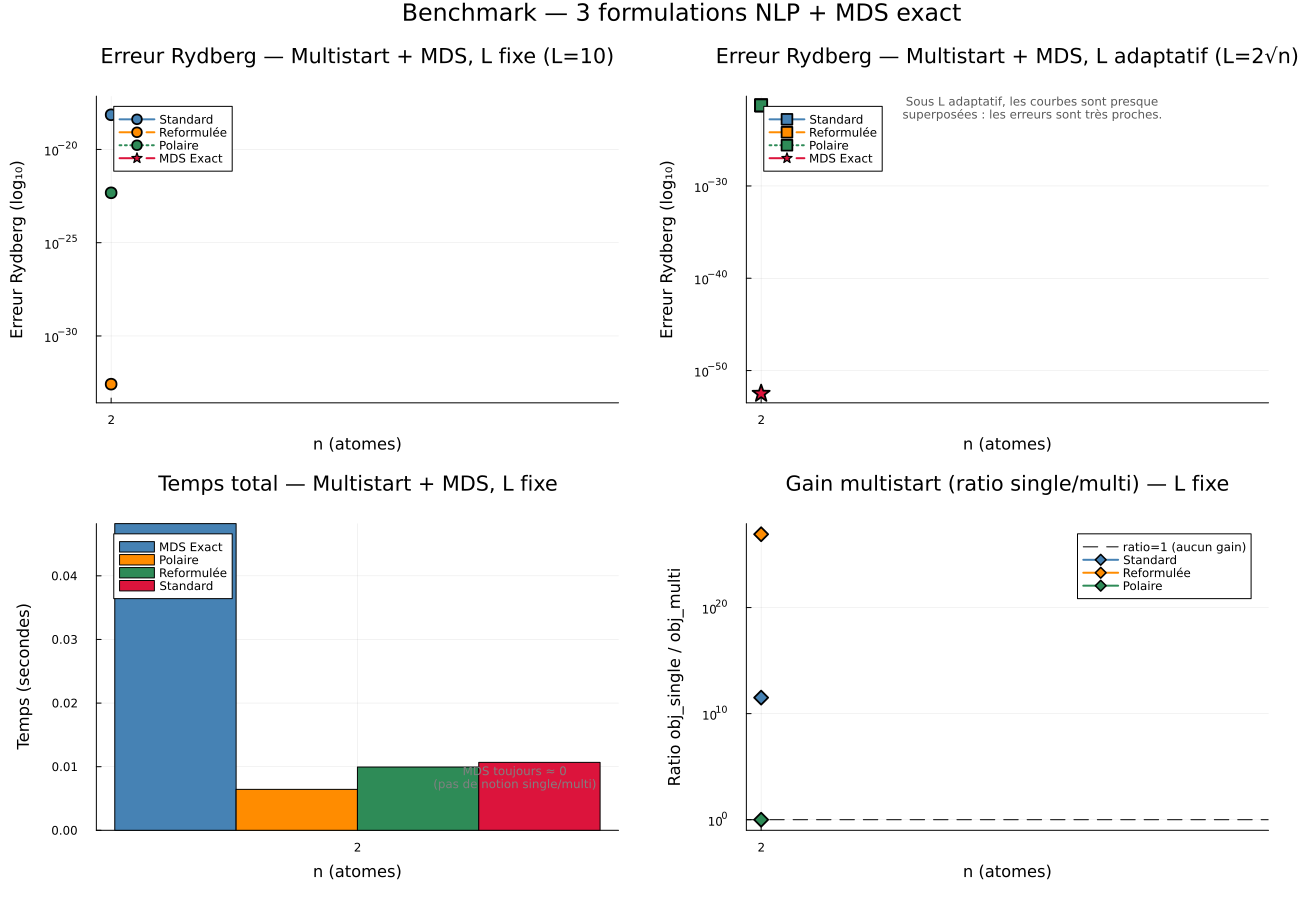 Benchmark — 3 formulations NLP + MDS exact
Erreur Rydberg — Multistart + MDS, L fixe (L=10)
Erreur Rydberg (log₁₀)
10⁻²⁰
10⁻²⁵
10⁻³⁰
Standard
Reformulée
Polaire
MDS Exact
2
n (atomes)
Erreur Rydberg — Multistart + MDS, L adaptatif (L=2√n)
Erreur Rydberg (log₁₀)
10⁻³⁰
10⁻⁴⁰
10⁻⁵⁰
Standard
Reformulée
Polaire
MDS Exact
Sous L adaptatif, les courbes sont presque
superposées : les erreurs sont très proches.
2
n (atomes)
Temps total — Multistart + MDS, L fixe
Temps (secondes)
0.04
0.03
0.02
0.01
0.00
MDS Exact
Polaire
Reformulée
Standard
MDS toujours ≈ 0
(pas de notion single/multi)
2
n (atomes)
Gain multistart (ratio single/multi) — L fixe
Ratio obj_single / obj_multi
10²⁰
10¹⁰
10⁰
ratio=1 (aucun gain)
Standard
Reformulée
Polaire
2
n (atomes)